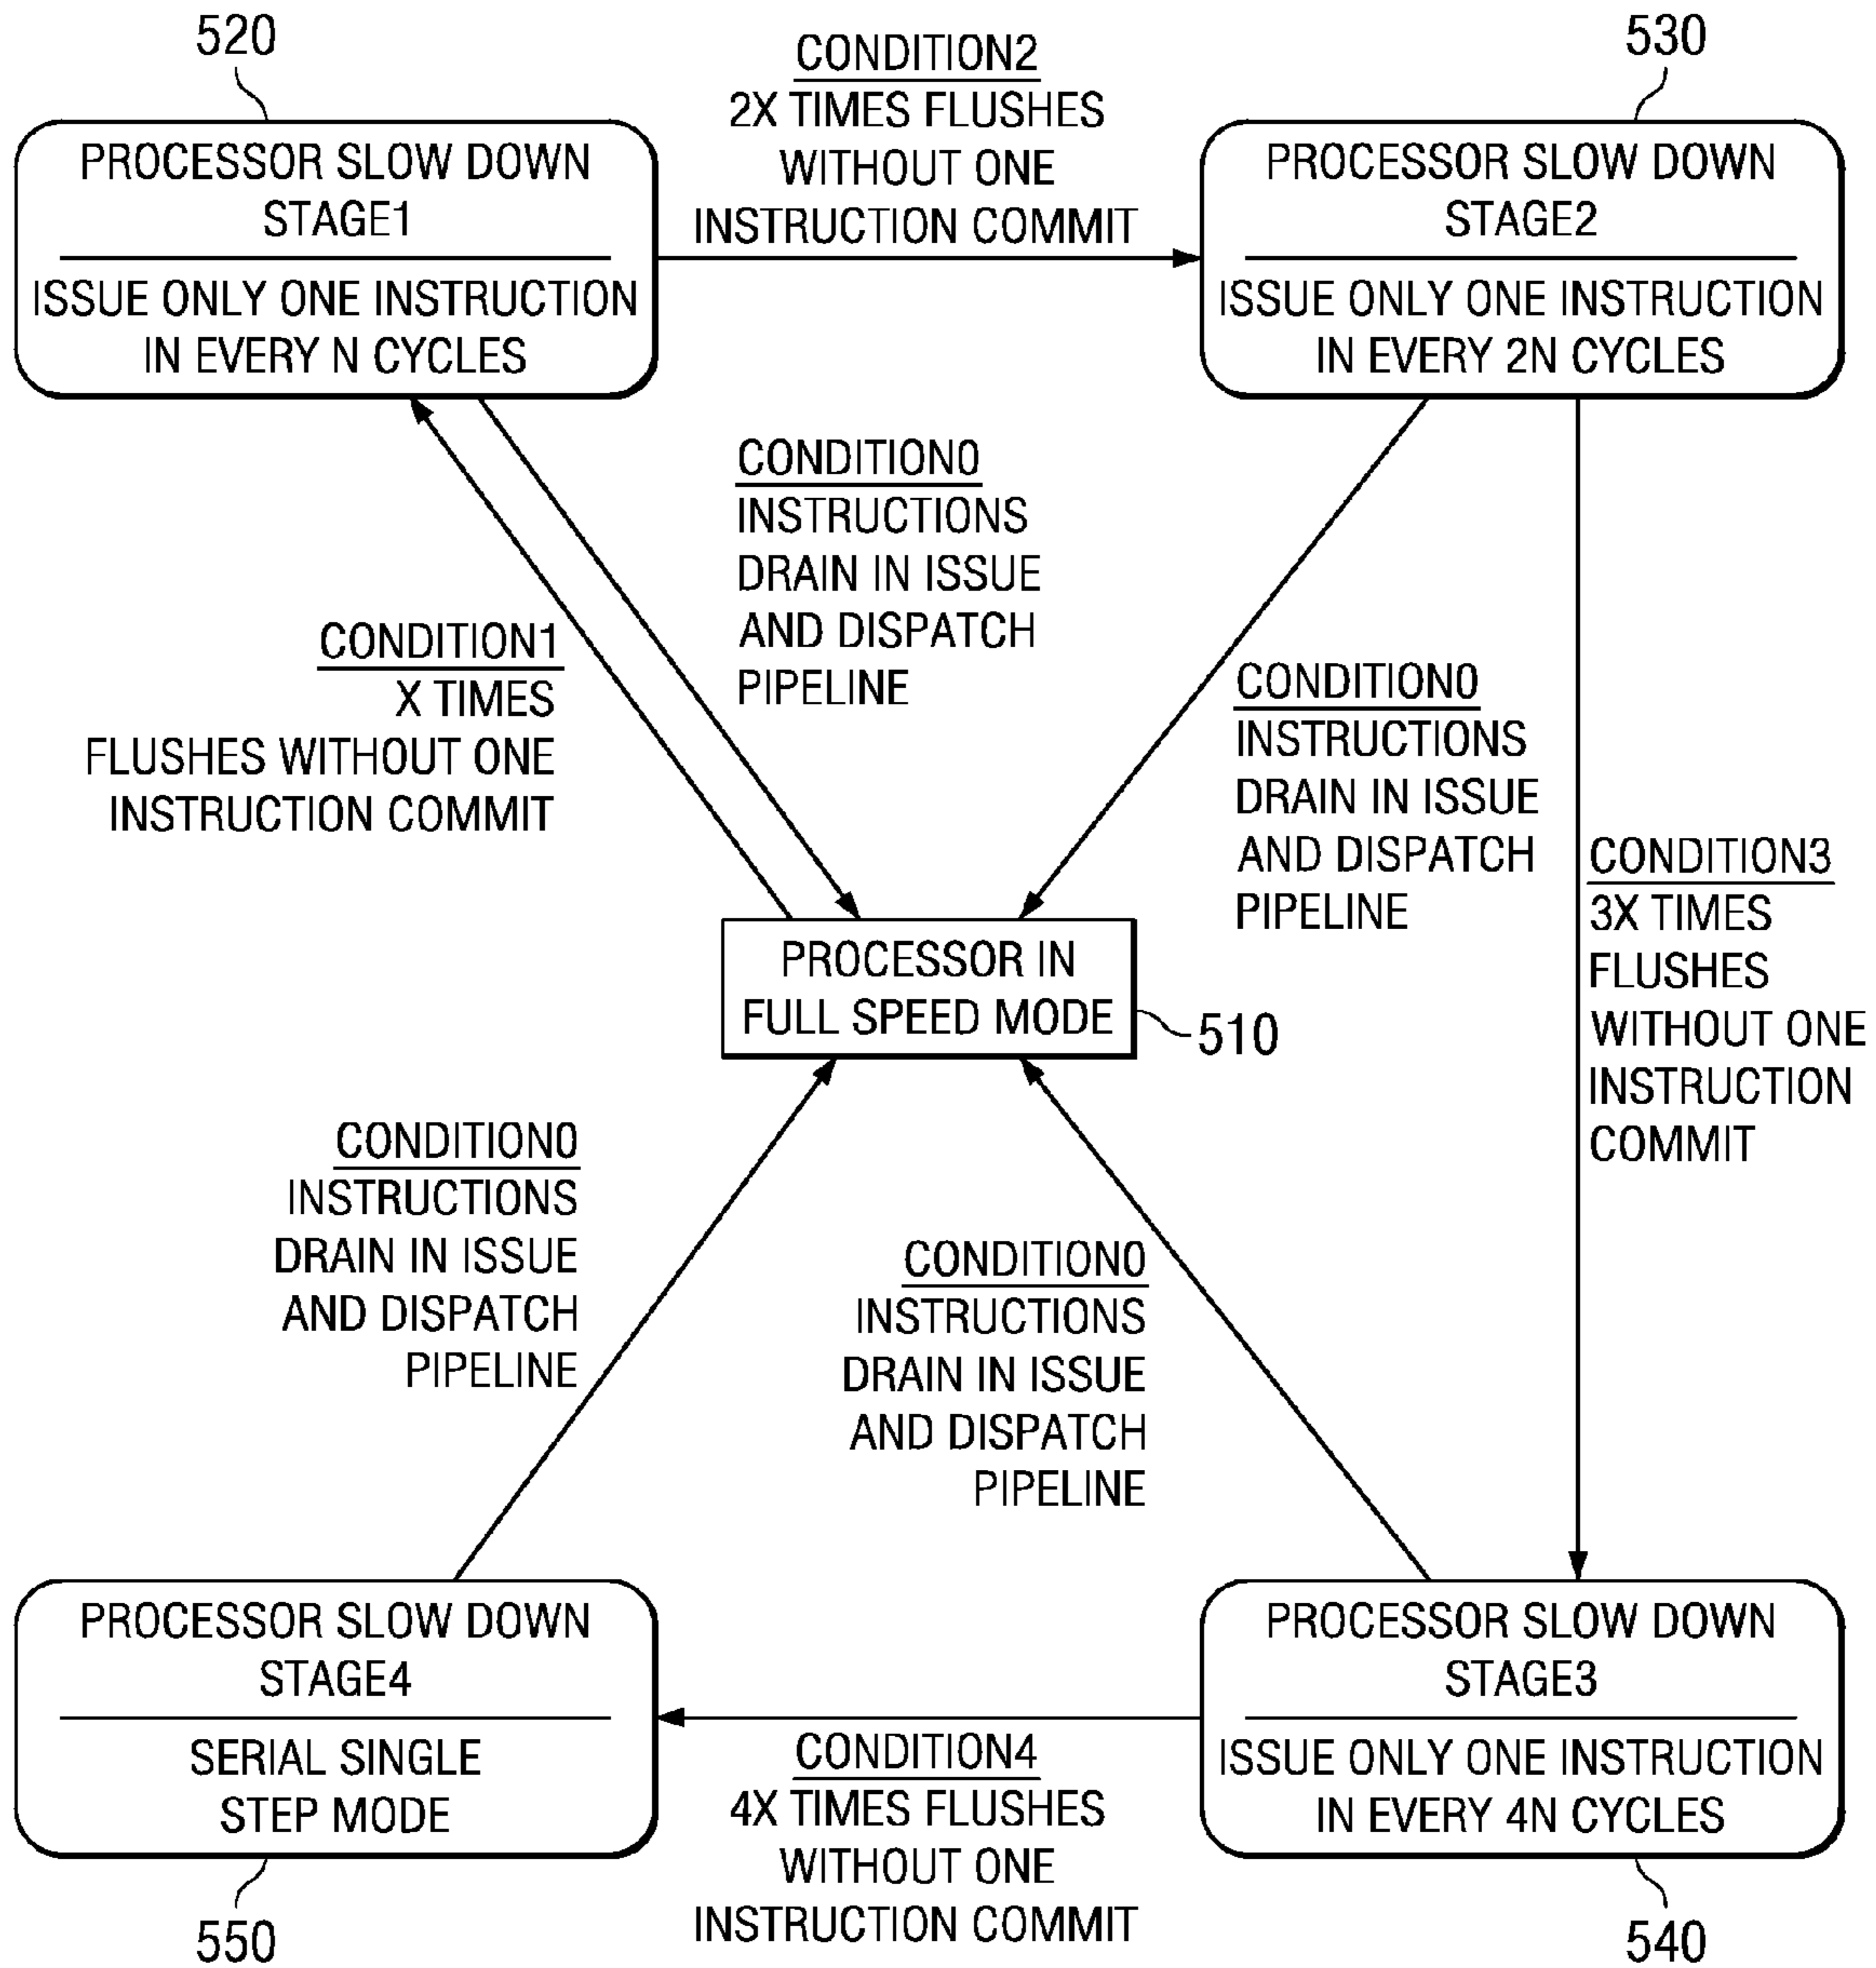 520
PROCESSOR SLOW DOWN
STAGE1
ISSUE ONLY ONE INSTRUCTION
IN EVERY N CYCLES
CONDITION2
2X TIMES FLUSHES
WITHOUT ONE
INSTRUCTION COMMIT
530
PROCESSOR SLOW DOWN
STAGE2
ISSUE ONLY ONE INSTRUCTION
IN EVERY 2N CYCLES
CONDITION1
X TIMES
FLUSHES WITHOUT ONE
INSTRUCTION COMMIT
CONDITION0
INSTRUCTIONS
DRAIN IN ISSUE
AND DISPATCH
PIPELINE
CONDITION0
INSTRUCTIONS
DRAIN IN ISSUE
AND DISPATCH
PIPELINE
CONDITION3
3X TIMES
FLUSHES
WITHOUT ONE
INSTRUCTION
COMMIT
PROCESSOR IN
FULL SPEED MODE
510
CONDITION0
INSTRUCTIONS
DRAIN IN ISSUE
AND DISPATCH
PIPELINE
CONDITION0
INSTRUCTIONS
DRAIN IN ISSUE
AND DISPATCH
PIPELINE
PROCESSOR SLOW DOWN
STAGE4
SERIAL SINGLE
STEP MODE
550
CONDITION4
4X TIMES FLUSHES
WITHOUT ONE
INSTRUCTION COMMIT
PROCESSOR SLOW DOWN
STAGE3
ISSUE ONLY ONE INSTRUCTION
IN EVERY 4N CYCLES
540